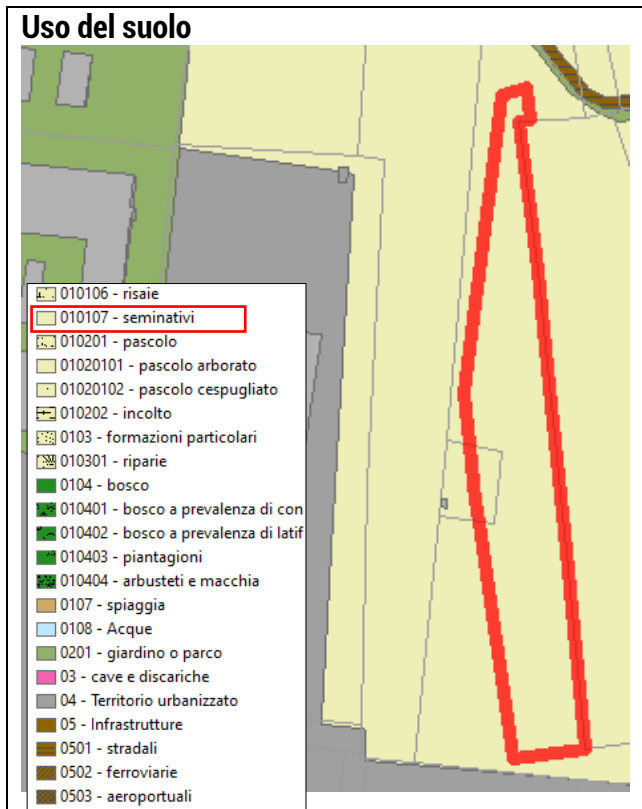 Uso del suolo
010106 - risaie
010107 - seminativi
010201 - pascolo
01020101 - pascolo arborato
01020102 - pascolo cespugliato
010202 - incolto
0103 - formazioni particolari
010301 - riparie
0104 - bosco
010401 - bosco a prevalenza di con
010402 - bosco a prevalenza di latif
010403 - piantagioni
010404 - arbusteti e macchia
0107 - spiaggia
0108 - Acque
0201 - giardino o parco
03 - cave e discariche
04 - Territorio urbanizzato
05 - Infrastrutture
0501 - stradali
0502 - ferroviarie
0503 - aeroportuali